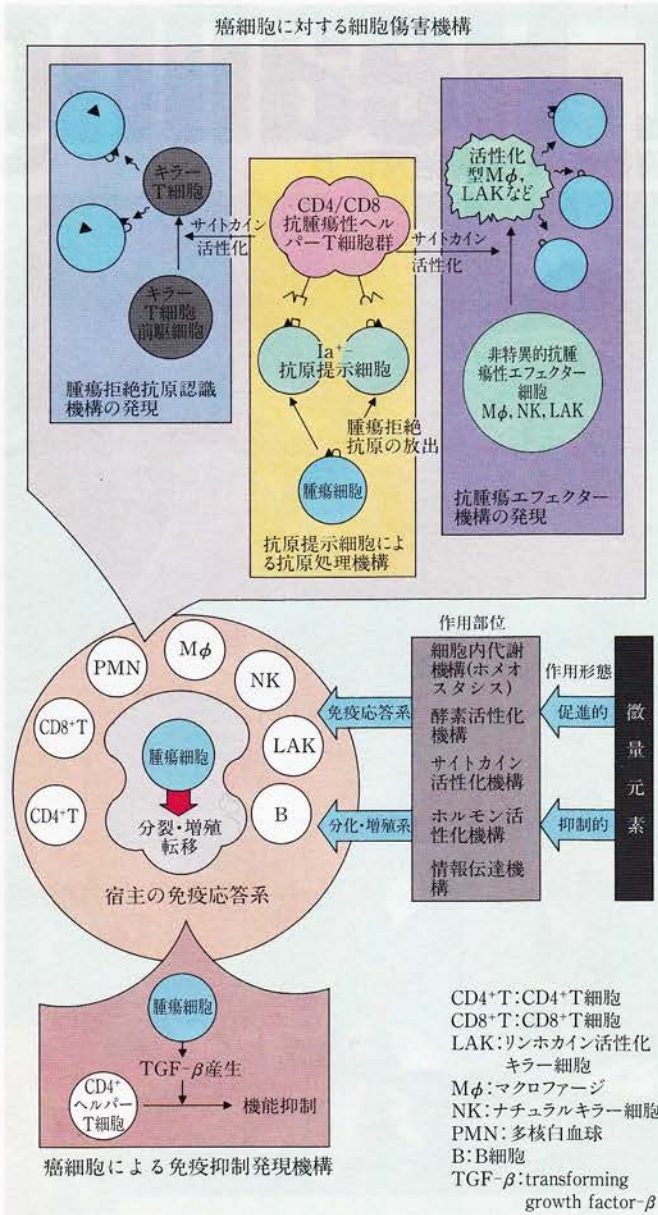 癌細胞に対する細胞傷害機構
キラー
T細胞
キラー
T細胞
前駆細胞
腫瘍拒絶抗原認識
機構の発現
サイトカイン
活性化
CD4/CD8
抗腫瘍性ヘル
パーT細胞群
Ia⁺−
抗原提示細胞
腫瘍拒絶
抗原の放出
腫瘍細胞
抗原提示細胞によ
る抗原処理機構
サイトカイン
活性化
活性化
型Mφ,
LAKなど
非特異的抗腫
瘍性エフェクター
細胞
Mφ, NK, LAK
抗腫瘍エフェクター
機構の発現
CD4⁺T
CD8⁺T
PMN
Mφ
NK
LAK
B
腫瘍細胞
分裂・増殖
転移
宿主の免疫応答系
免疫応答系
分化・増殖系
作用部位
細胞内代謝
機構(ホメオ
スタシス)
酵素活性化
機構
サイトカイン
活性化機構
ホルモン活
性化機構
情報伝達機
構
作用形態
促進的
抑制的
微量元素
腫瘍細胞
TGF-β産生
CD4⁺
ヘルパー
T細胞
機能抑制
癌細胞による免疫抑制発現機構
CD4⁺T:CD4⁺T細胞
CD8⁺T:CD8⁺T細胞
LAK:リンホカイン活性化
キラー細胞
Mφ:マクロファージ
NK:ナチュラルキラー細胞
PMN:多核白血球
B:B細胞
TGF-β:transforming
growth factor-β